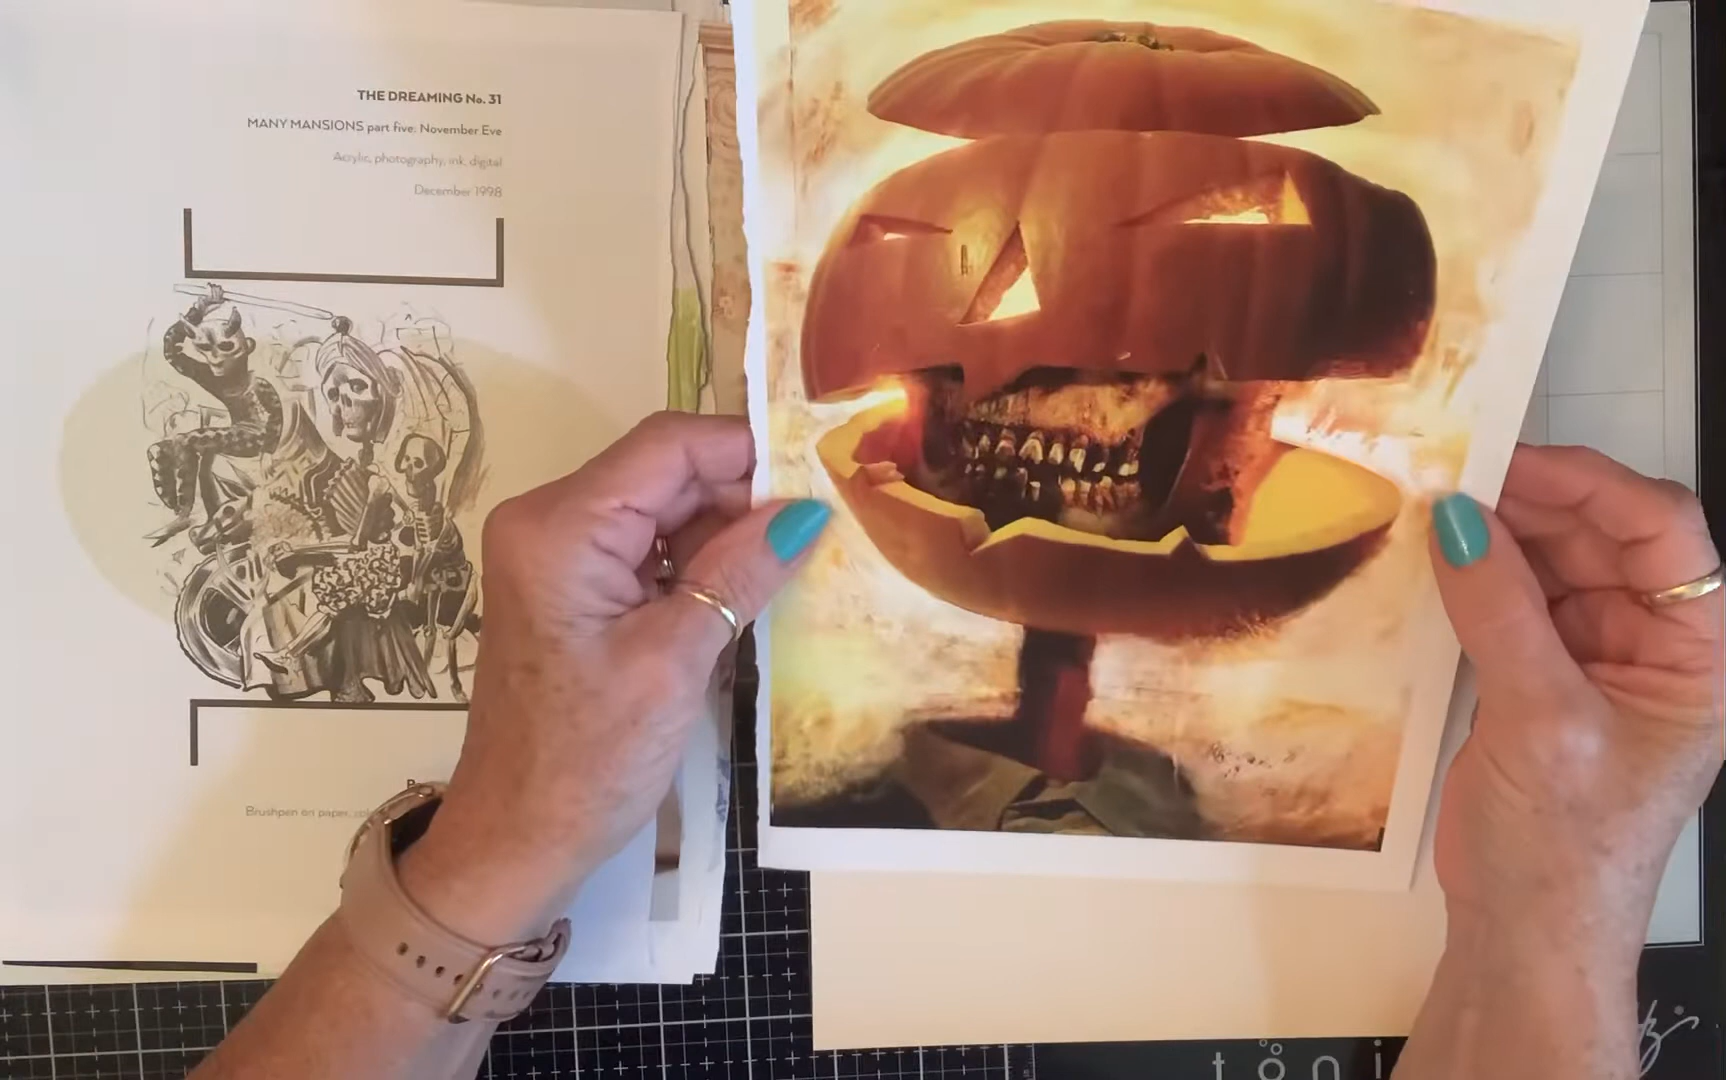 THE DREAMING No. 31
MANY MANSIONS part five: November Eve
Acrylic, photography, ink, digital
December 1998
Brushpen on paper,
töni